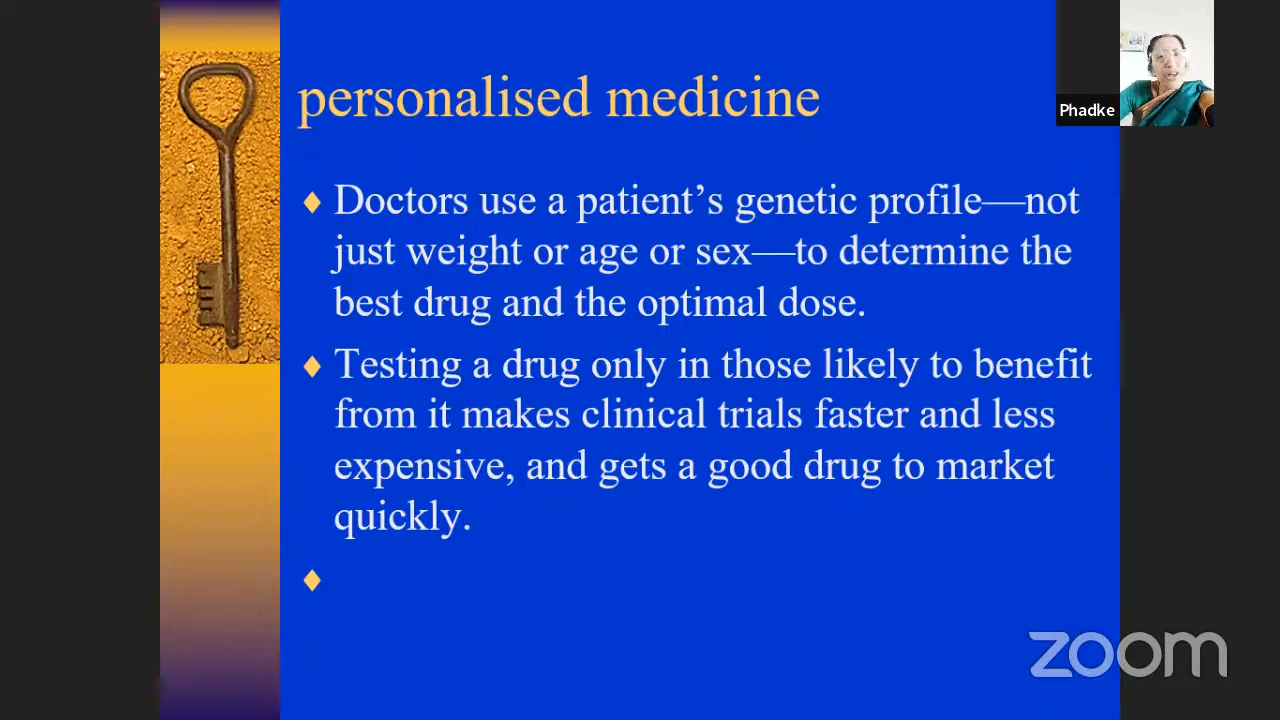 personalised medicine
Phadke
Doctors use a patient’s genetic profile—not
just weight or age or sex—to determine the
best drug and the optimal dose.
Testing a drug only in those likely to benefit
from it makes clinical trials faster and less
expensive, and gets a good drug to market
quickly.
zoom